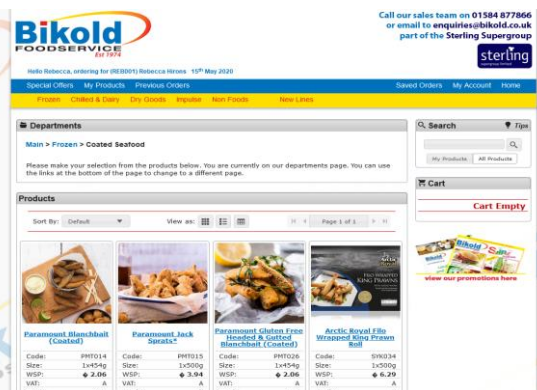 Bikold
FOODSERVICE
Est 1974
Call our sales team on 01584 877866
or email to enquiries@bikold.co.uk
part of the Sterling Supergroup
sterling
Hello Rebecca, ordering for (REB001) Rebecca Hirons 15th May 2020
Special Offers My Products Previous Orders Saved Orders My Account Home
Frozen Chilled & Dairy Dry Goods Impulse Non Foods New Lines
Departments
Main > Frozen > Coated Seafood
Please make your selection from the products below. You are currently on our departments page. You can use
the links at the bottom of the page to change to a different page.
Search Tips
My Products All Products
Cart
Cart Empty
Bikold
view our promotions here
Products
Sort By: Default View as: Page 1 of 1
FILO WRAPPED
KING PRAWNS
Paramount Blanchbait
(Coated)
Code: PMT014
Size: 1x454g
WSP: � 2.06
VAT: A
Paramount Jack
Sprats*
Code: PMT015
Size: 1x500g
WSP: � 3.94
VAT: A
Paramount Gluten Free
Headed & Gutted
Blanchbait (Coated)
Code: PMT026
Size: 1x454g
WSP: � 2.06
VAT: A
Arctic Royal Filo
Wrapped King Prawn
Roll
Code: SYK034
Size: 1x500g
WSP: � 6.29
VAT: A